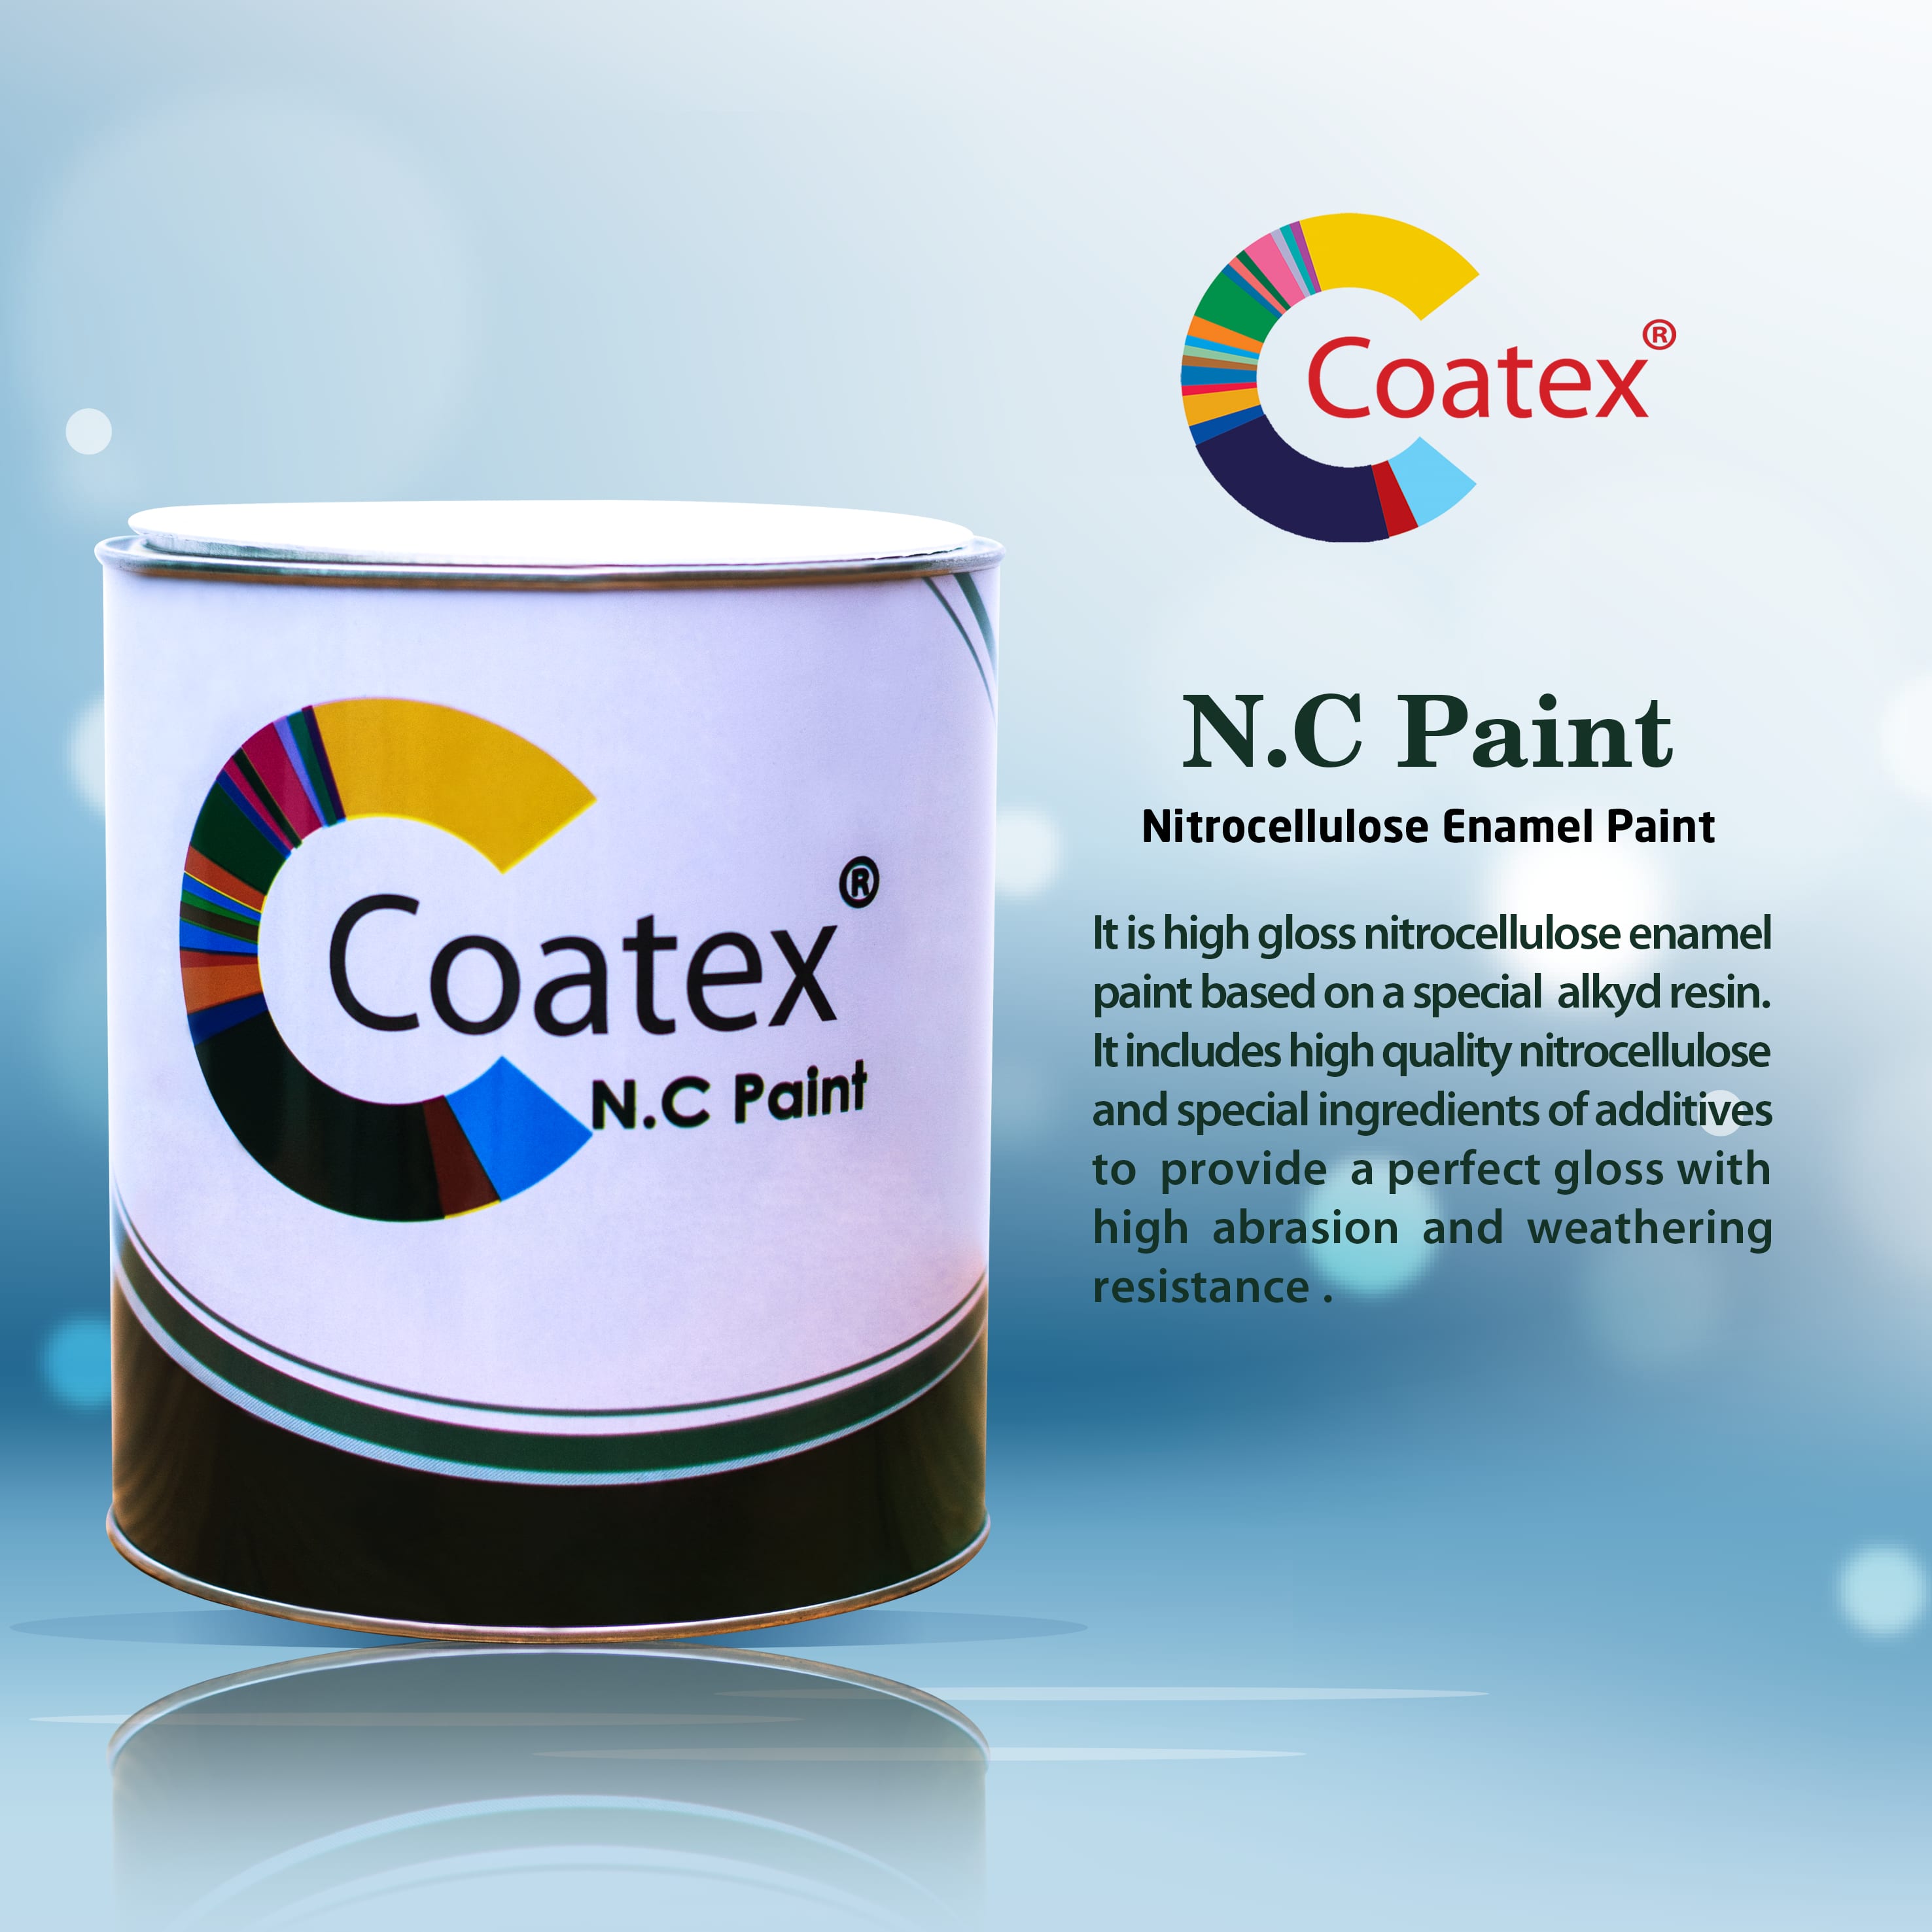 Coatex®
N.C Paint
Coatex®
N.C Paint
Nitrocellulose Enamel Paint
It is high gloss nitrocellulose enamel
paint based on a special alkyd resin.
It includes high quality nitrocellulose
and special ingredients of additives
to provide a perfect gloss with
high abrasion and weathering
resistance .